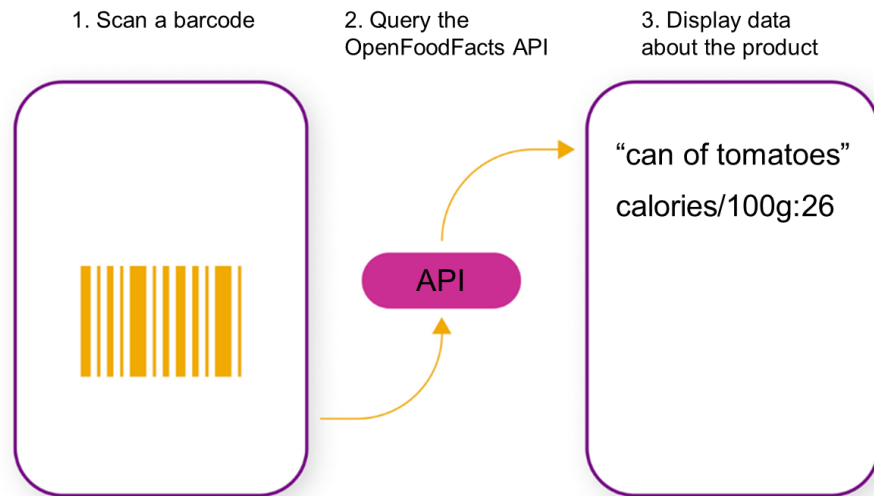 1. Scan a barcode
2. Query the
OpenFoodFacts API
3. Display data
about the product
API
“can of tomatoes”
calories/100g:26